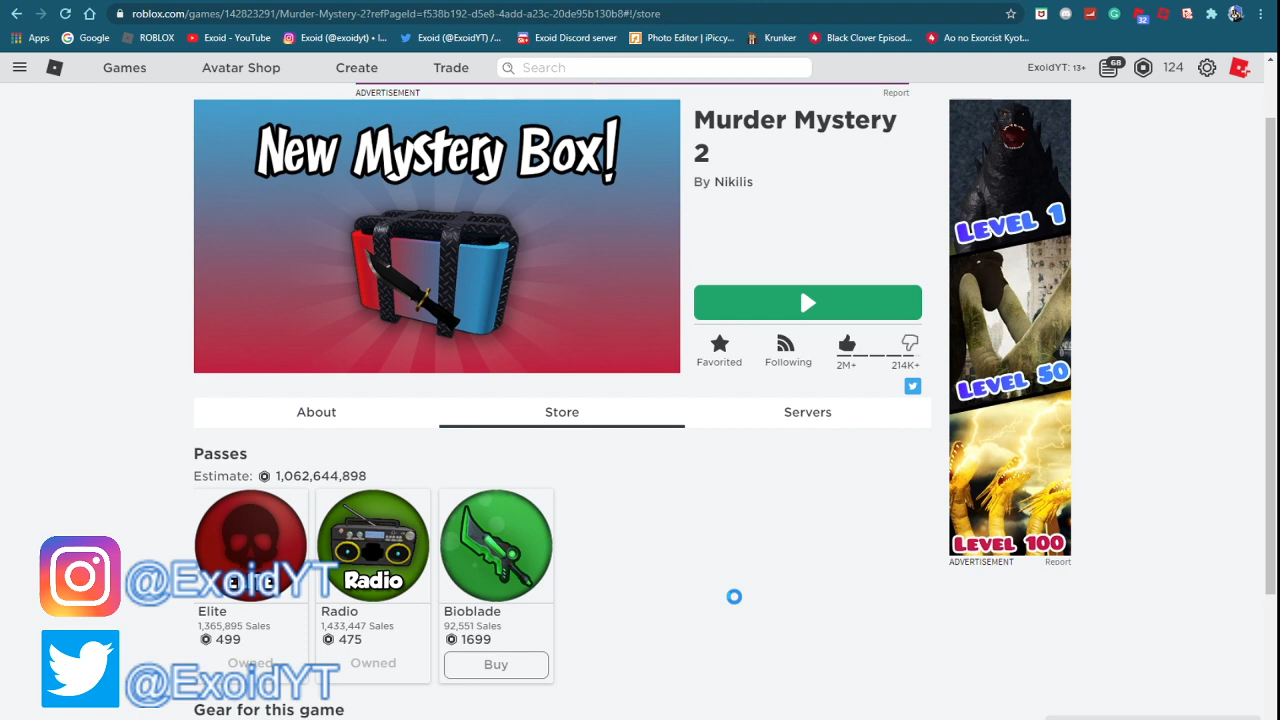 roblox.com/games/142823291/Murder-Mystery-2?refPageId=f538b192-d5e8-4add-a23c-20de95b130b8#!/store
32
Apps Google ROBLOX Exoid - YouTube Exoid (@exoidyt) • I... Exoid (@ExoidYT) /... Exoid Discord server Photo Editor | iPiccy... Krunker Black Clover Episod... Ao no Exorcist Kyot...
Games Avatar Shop Create Trade Search ExoidYT: 13+ 68 124
ADVERTISEMENT Report
New Mystery Box!
Murder Mystery
2
By Nikilis
Favorited Following 2M+ 214K+
LEVEL 1
LEVEL 50
LEVEL 100
ADVERTISEMENT Report
About Store Servers
Passes
Estimate: 1,062,644,898
Radio
Elite Radio Bioblade
1,365,895 Sales 1,433,447 Sales 92,551 Sales
499 475 1699
Owned Owned Buy
@ExoidYT
@ExoidYT
Gear for this game